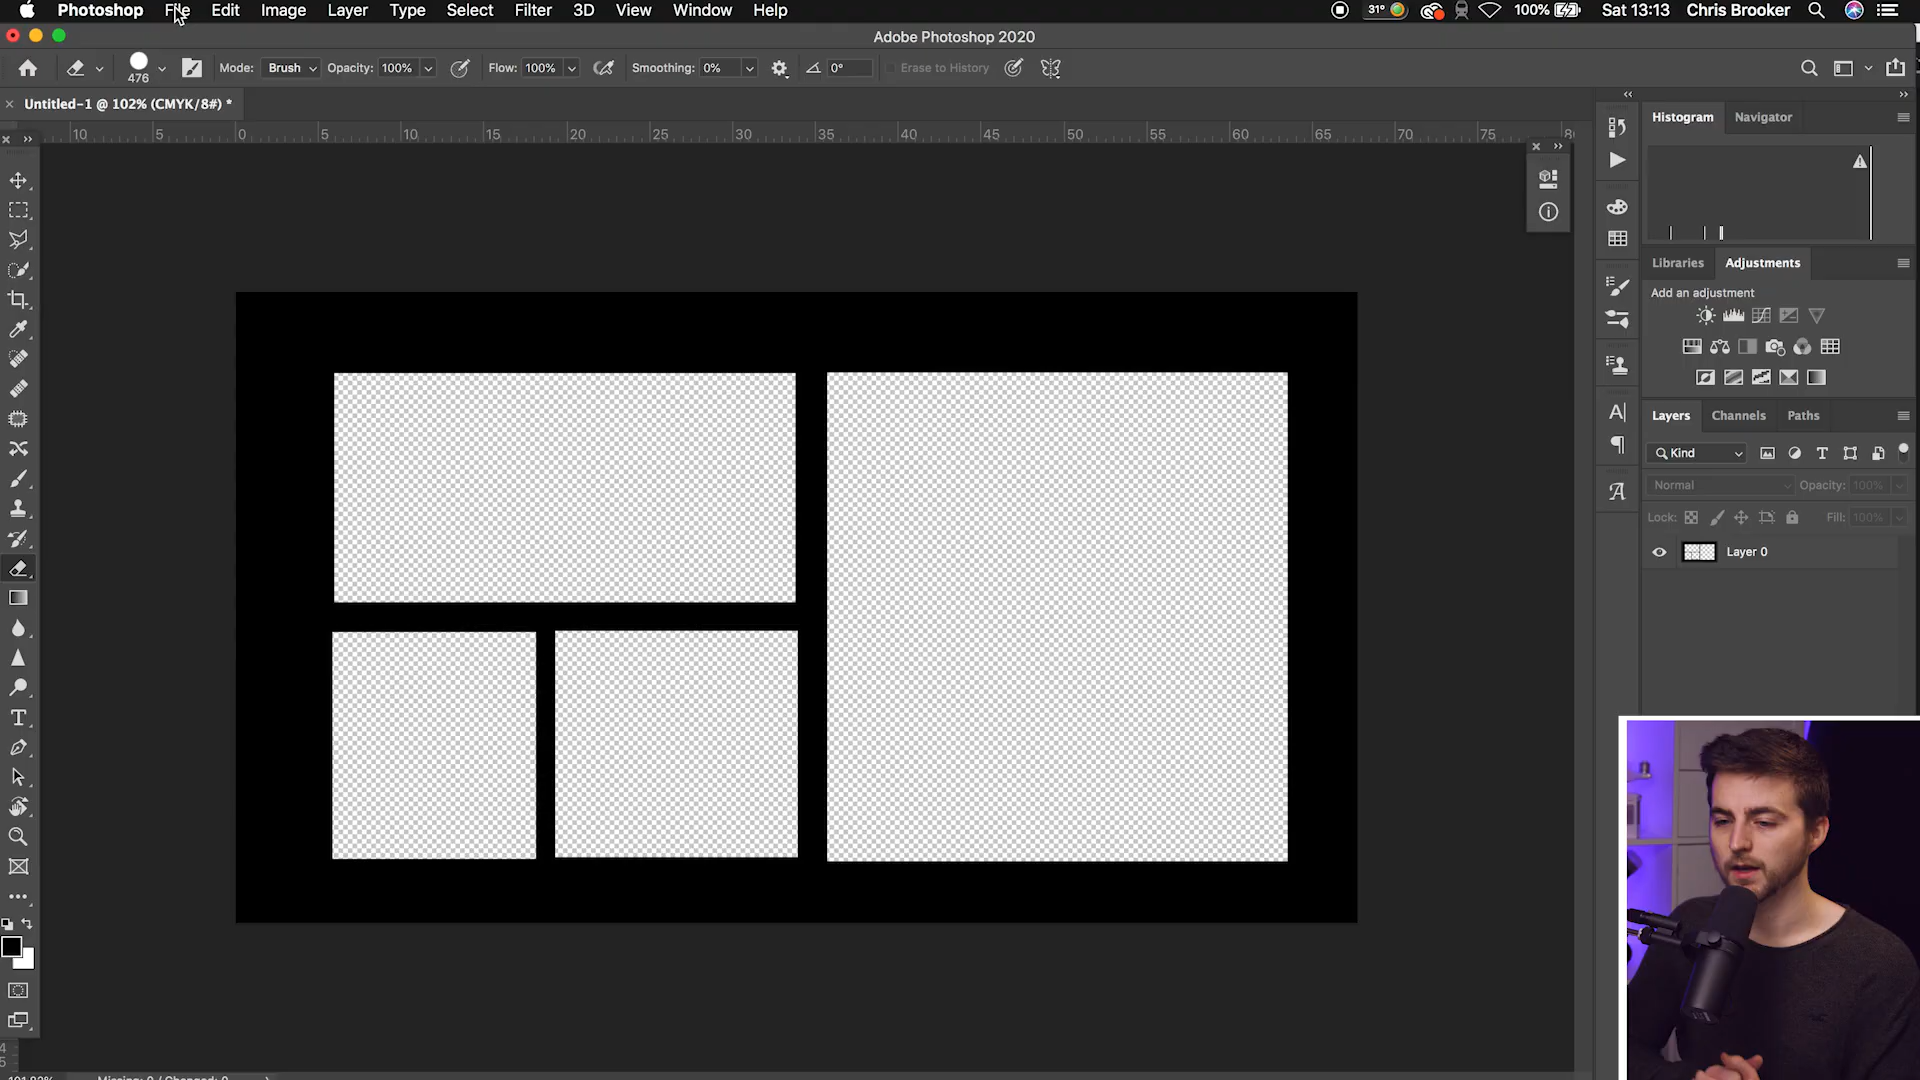 Photoshop File Edit Image Layer Type Select Filter 3D View Window Help 31° 100% Sat 13:13 Chris Brooker
Adobe Photoshop 2020
476 Mode: Brush Opacity: 100% Flow: 100% Smoothing: 0% 0° Erase to History
Untitled-1 @ 102% (CMYK/8#) *
10 5 0 5 10 15 20 25 30 35 40 45 50 55 60 65 70 75
Histogram Navigator
Libraries Adjustments
Add an adjustment
Layers Channels Paths
Kind
Normal Opacity: 100%
Lock: Fill: 100%
Layer 0
4
5